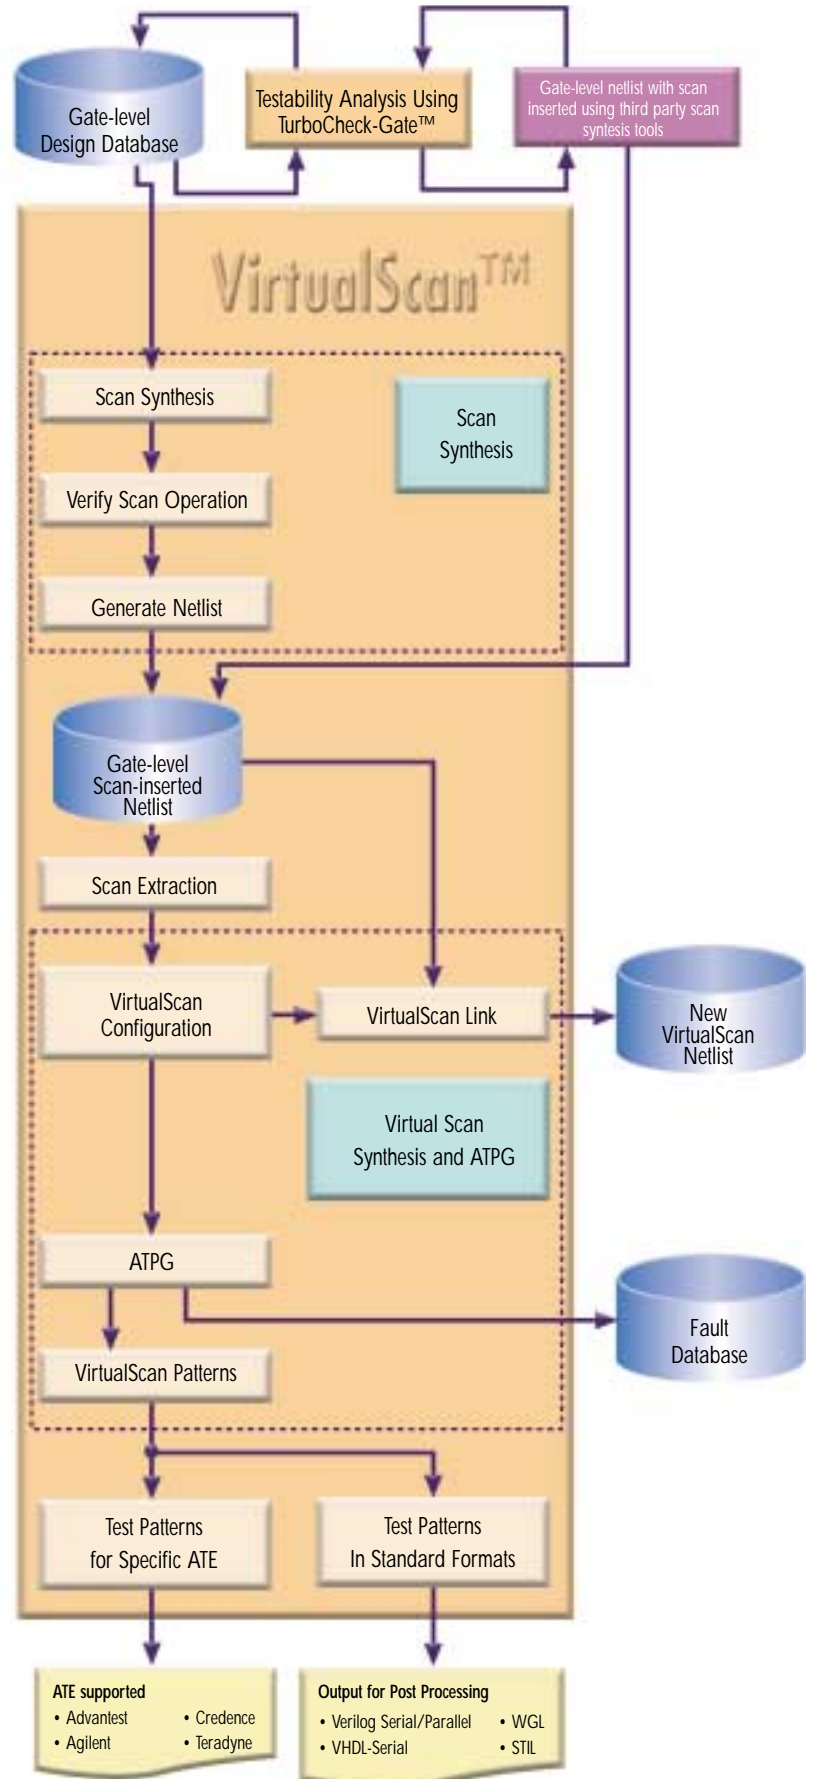 Gate-level
Design Database
Testability Analysis Using
TurboCheck-Gate™
Gate-level netlist with scan
inserted using third party scan
syntesis tools
VirtualScan™
Scan Synthesis
Scan
Synthesis
Verify Scan Operation
Generate Netlist
Gate-level
Scan-inserted
Netlist
Scan Extraction
VirtualScan
Configuration
VirtualScan Link
New
VirtualScan
Netlist
Virtual Scan
Synthesis and ATPG
ATPG
Fault
Database
VirtualScan Patterns
Test Patterns
for Specific ATE
Test Patterns
In Standard Formats
ATE supported
• Advantest
• Agilent
• Credence
• Teradyne
Output for Post Processing
• Verilog Serial/Parallel
• VHDL-Serial
• WGL
• STIL